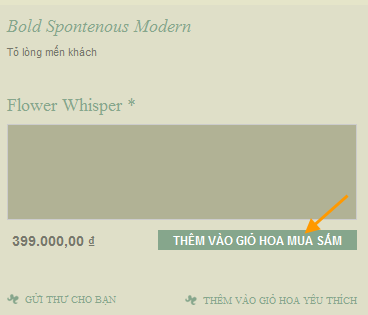 Bold Spontenous Modern
Tỏ lòng mến khách
Flower Whisper *
399.000,00 ₫
THÊM VÀO GIỎ HOA MUA SẮM
GỬI THƯ CHO BẠN
THÊM VÀO GIỎ HOA YÊU THÍCH